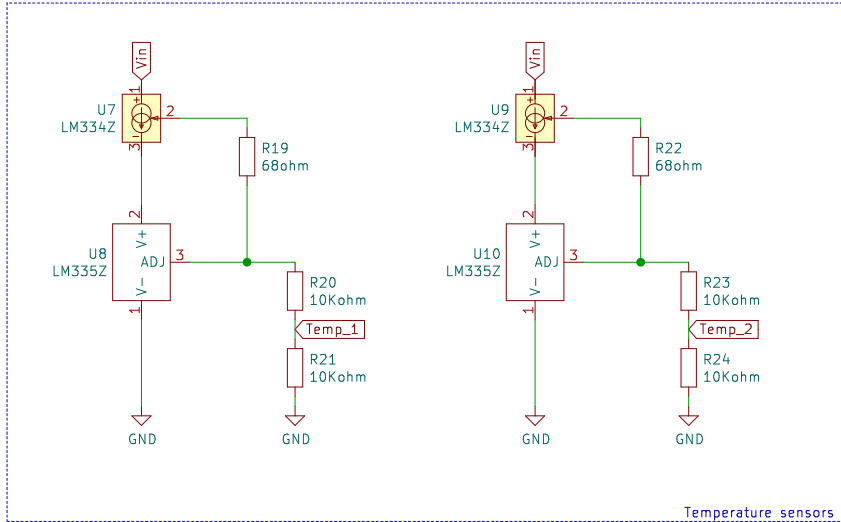 Vin
1
+
U7
LM334Z
2
-
3
R19
68ohm
2
V+
U8
LM335Z
ADJ
3
V-
1
R20
10Kohm
Temp_1
R21
10Kohm
GND
GND
Vin
1
+
U9
LM334Z
2
-
3
R22
68ohm
2
V+
U10
LM335Z
ADJ
3
V-
1
R23
10Kohm
Temp_2
R24
10Kohm
GND
GND
Temperature sensors